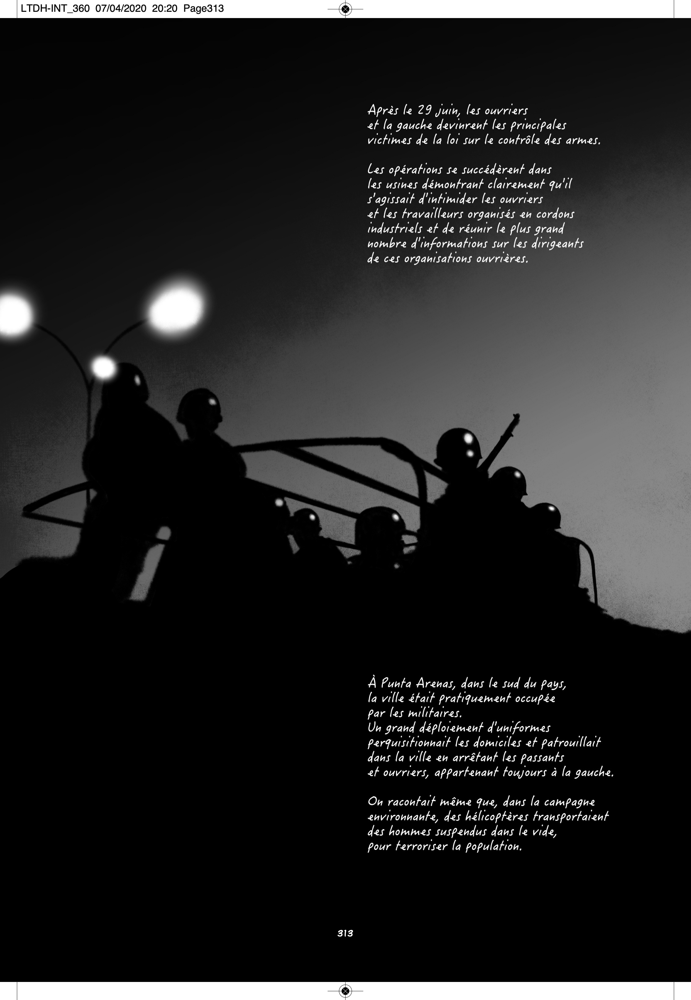 LTDH-INT_360 07/04/2020 20:20 Page313
Après le 29 juin, les ouvriers
et la gauche devinrent les principales
victimes de la loi sur le contrôle des armes.
Les opérations se succédèrent dans
les usines démontrant clairement qu'il
s'agissait d'intimider les ouvriers
et les travailleurs organisés en cordons
industriels et de réunir le plus grand
nombre d'informations sur les dirigeants
de ces organisations ouvrières.
À Punta Arenas, dans le sud du pays,
la ville était pratiquement occupée
par les militaires.
Un grand déploiement d'uniformes
perquisitionnait les domiciles et patrouillait
dans la ville en arrêtant les passants
et ouvriers, appartenant toujours à la gauche.
On racontait même que, dans la campagne
environnante, des hélicoptères transportaient
des hommes suspendus dans le vide,
pour terroriser la population.
313